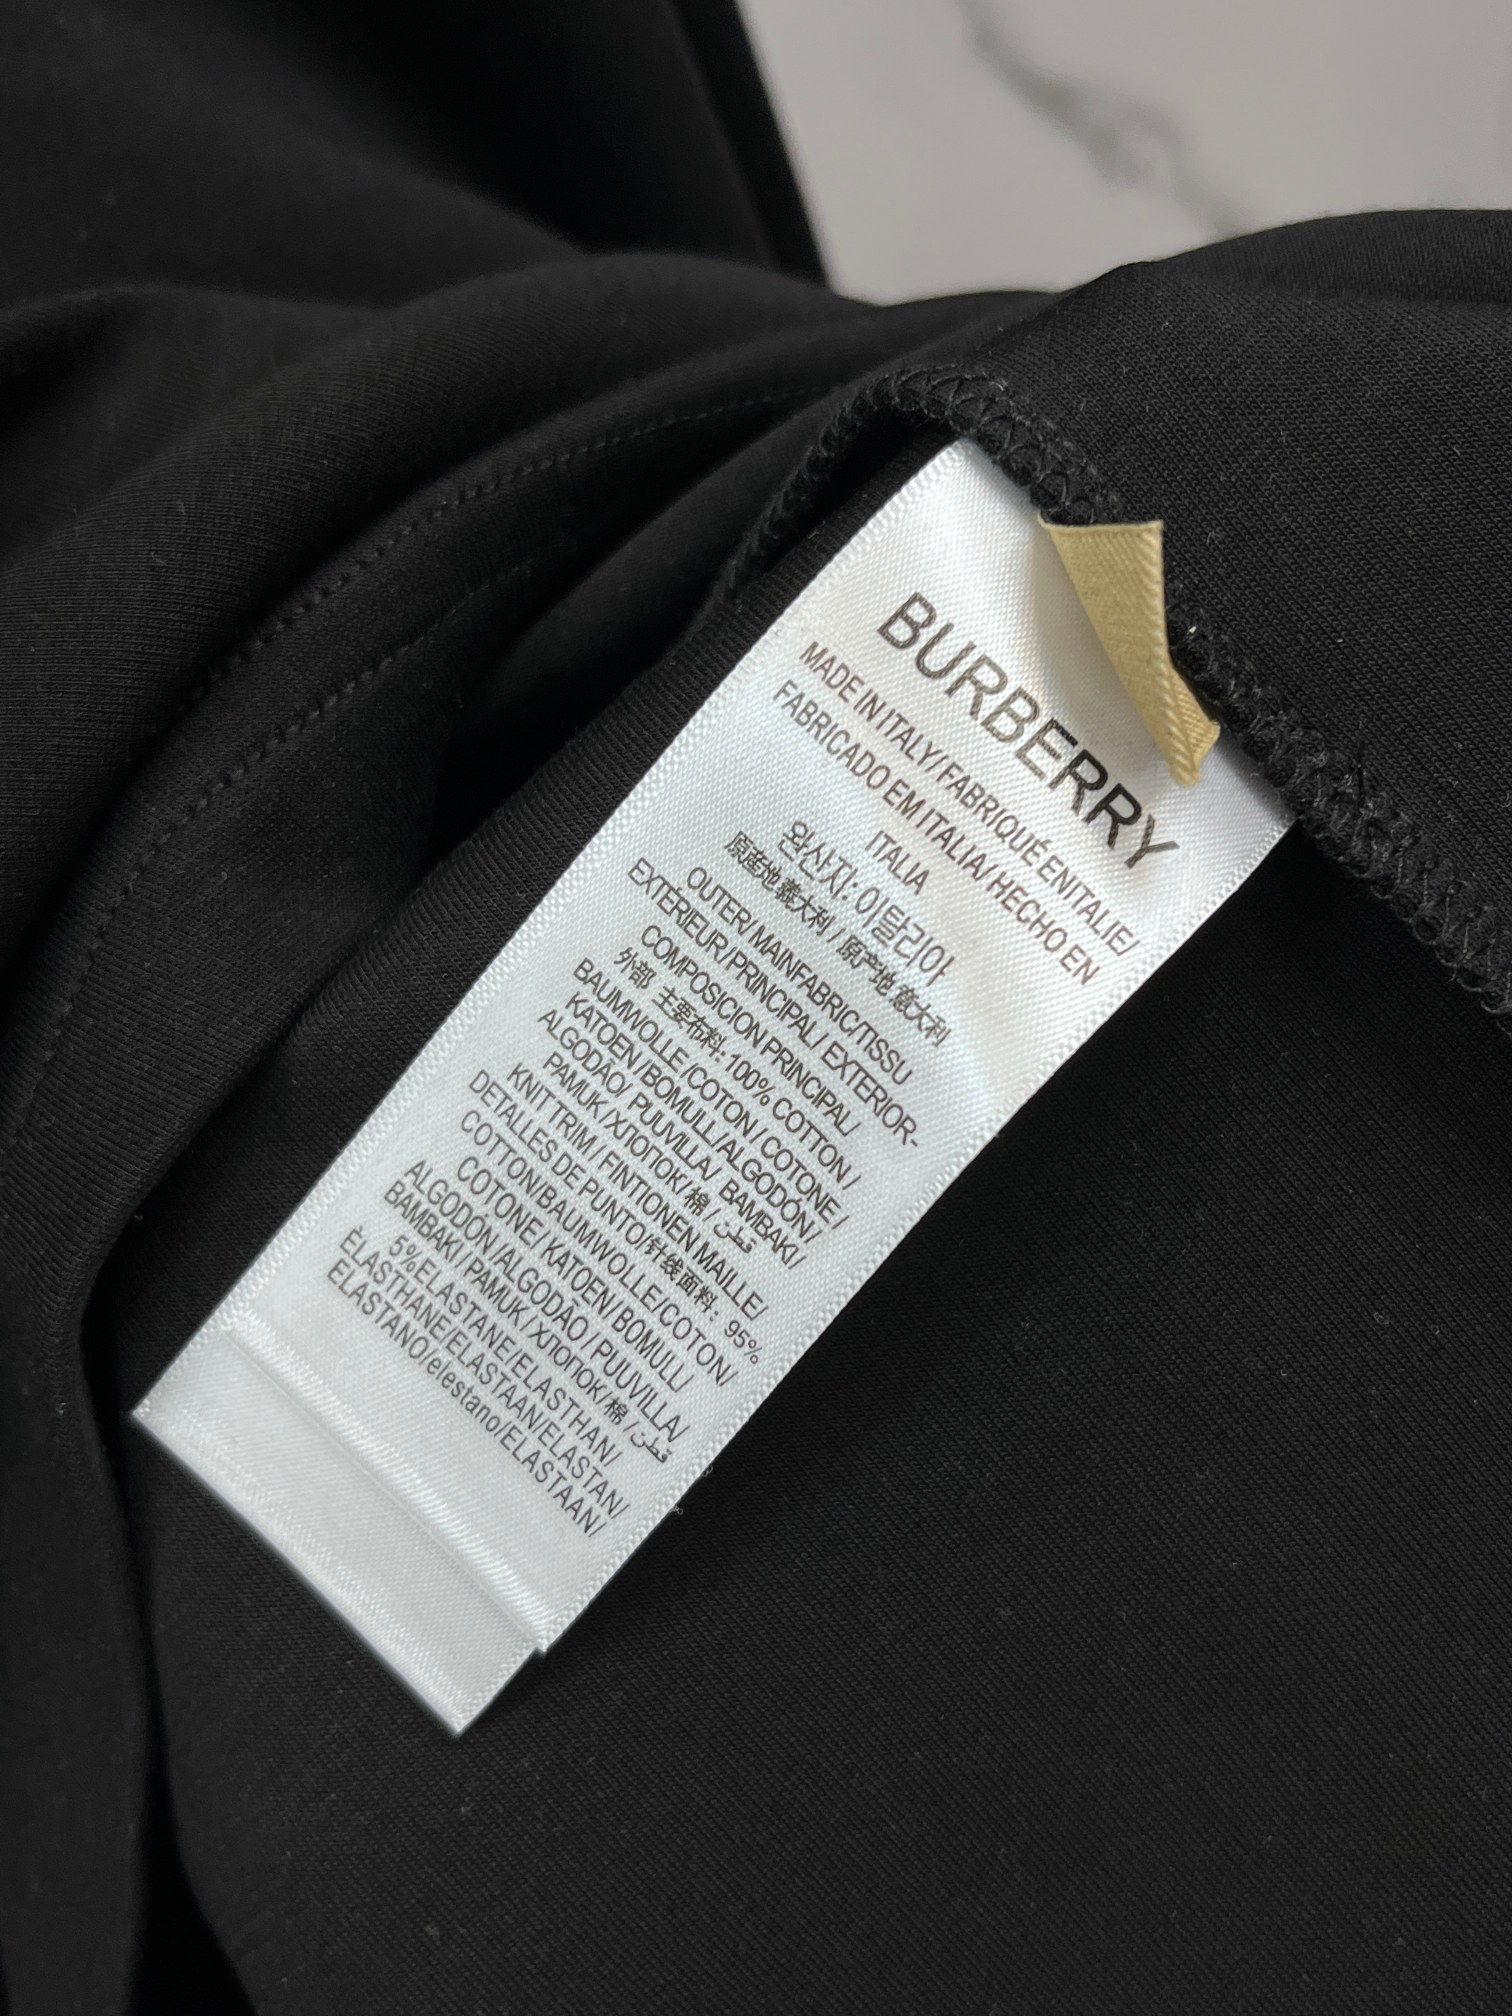 BURBERRY
MADE IN ITALY/FABRIQUÉ EN ITALIE/
FABRICADO EM ITALIA/ HECHO EN
ITALIA
완산지: 이탈리아
原産地 義大利 / 原产地 意大利
OUTER/ MAINFABRIC/TISSU
EXTÉRIEUR/PRINCIPAL/ EXTERIOR-
COMPOSICION PRINCIPAL/
外部 主要布料: 100% COTTON /
BAUMWOLLE /COTON / COTONE /
KATOEN / BOMULL/ALGODÓN/
ALGODÃO/ PUUVILLA/ BAMBAKI/
PAMUK/ХЛОПОК/ 棉 / قطن
KNIT TRIM / FINTIONEN MAILLE/
DETALLES DE PUNTO/针线面料: 95%
COTTON/BAUMWOLLE/COTON/
COTONE/ KATOEN/ BOMULL/
ALGODÓN/ALGODÃO / PUUVILLA/
BAMBAKI / PAMUK / ХЛОПОК/ 棉 / قطن
5%ELASTANE/ELASTHAN/
ÉLASTHANE/ELASTAAN/ELASTAN/
ELASTANO/elestano/ELASTAAN/